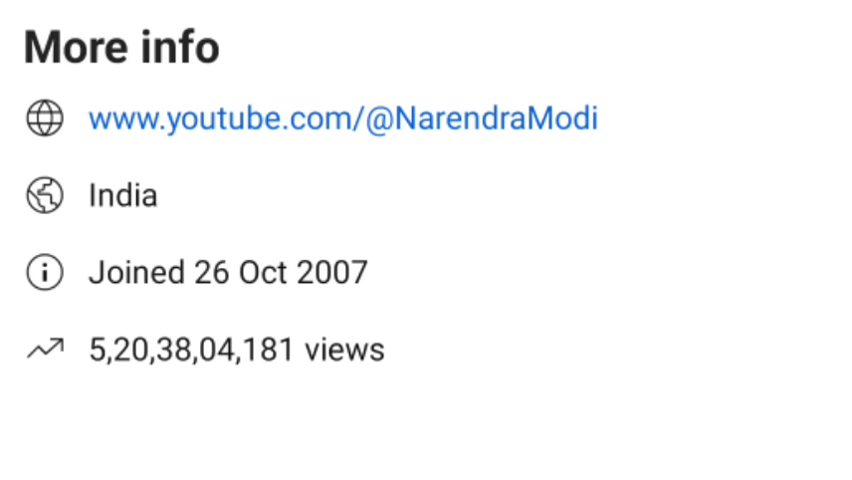 More info
www.youtube.com/@NarendraModi
India
Joined 26 Oct 2007
5,20,38,04,181 views